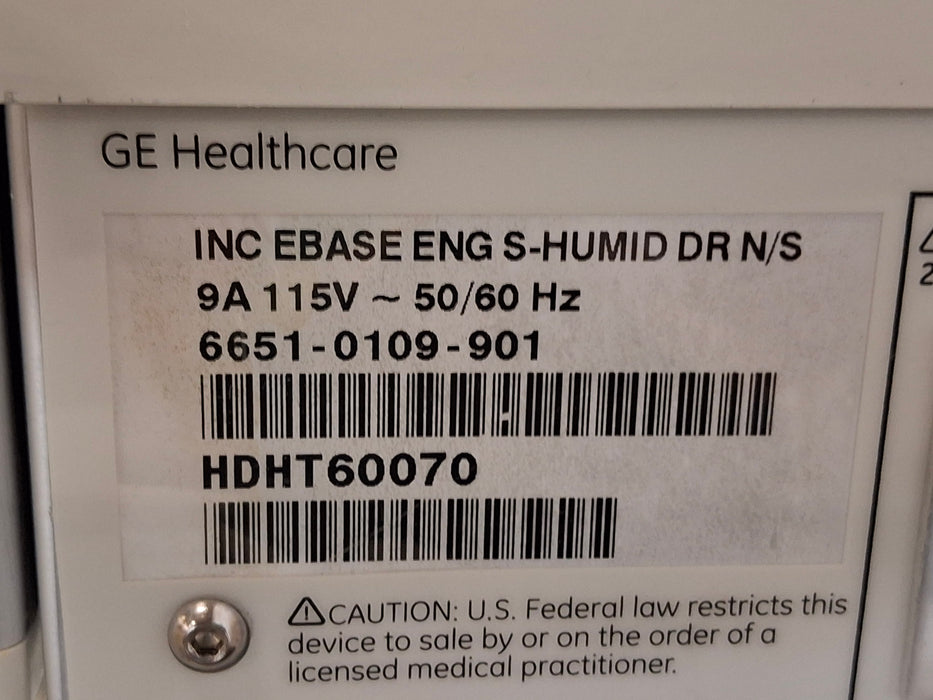 GE Healthcare
INC EBASE ENG S-HUMID DR N/S
9A 115V ~ 50/60 Hz
6651-0109-901
HDHT60070
⚠CAUTION: U.S. Federal law restricts this
device to sale by or on the order of a
licensed medical practitioner.
2